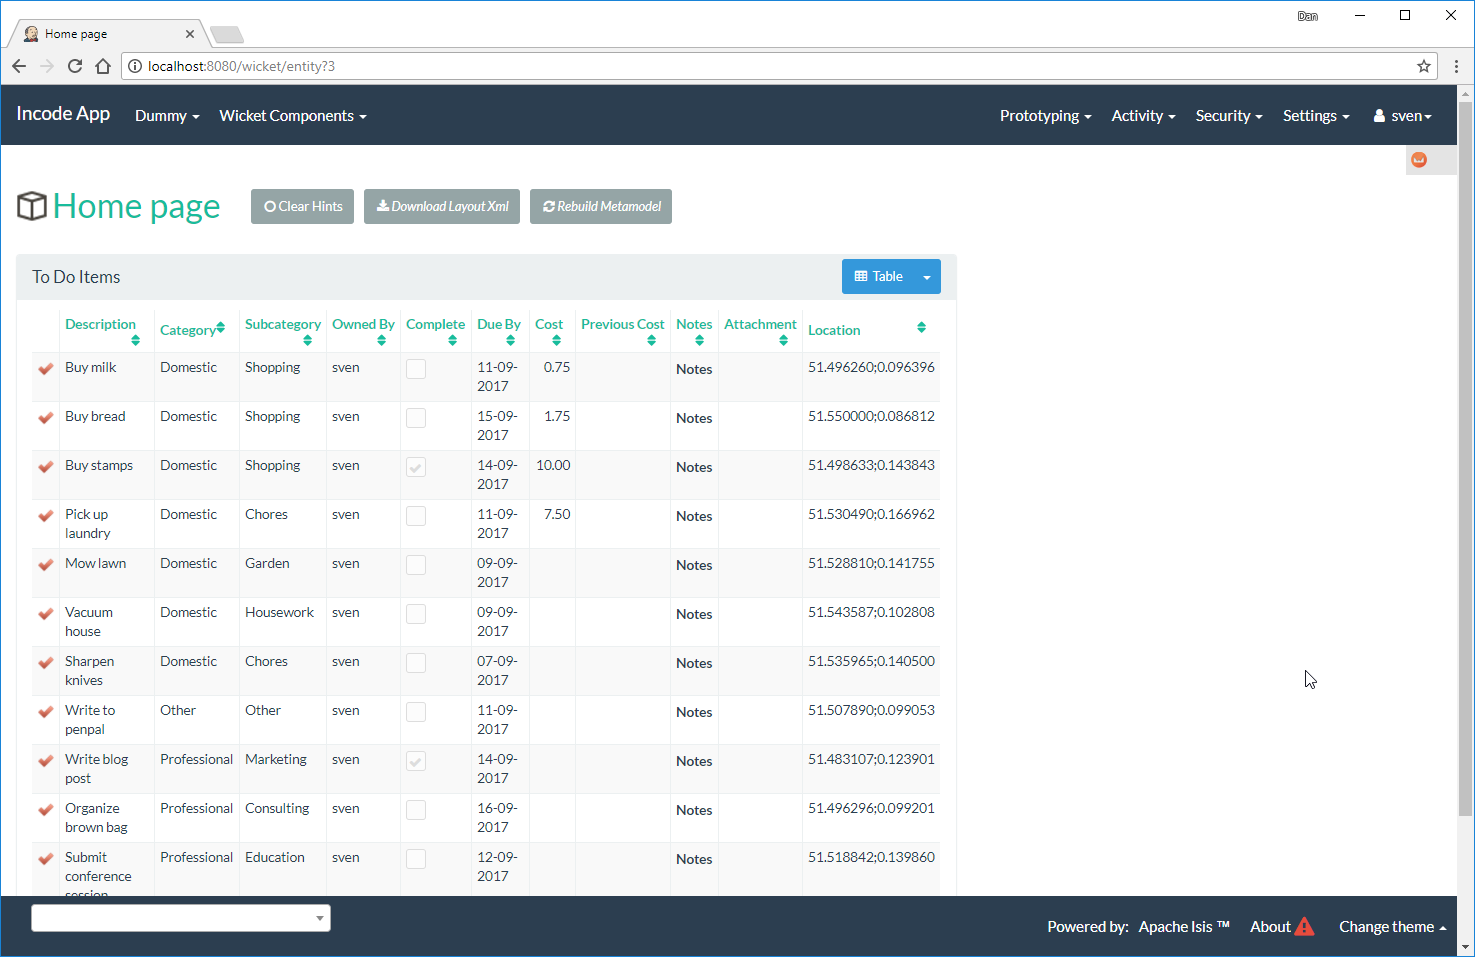 Dan
Home page
localhost:8080/wicket/entity?3
Incode App Dummy Wicket Components Prototyping Activity Security Settings sven
Home page Clear Hints Download Layout Xml Rebuild Metamodel
To Do Items Table
Description Category Subcategory Owned By Complete Due By Cost Previous Cost Notes Attachment Location
Buy milk Domestic Shopping sven 11-09- 0.75 Notes 51.496260;0.096396
2017
Buy bread Domestic Shopping sven 15-09- 1.75 Notes 51.550000;0.086812
2017
Buy stamps Domestic Shopping sven 14-09- 10.00 Notes 51.498633;0.143843
2017
Pick up Domestic Chores sven 11-09- 7.50 Notes 51.530490;0.166962
laundry 2017
Mow lawn Domestic Garden sven 09-09- Notes 51.528810;0.141755
2017
Vacuum Domestic Housework sven 09-09- Notes 51.543587;0.102808
house 2017
Sharpen Domestic Chores sven 07-09- Notes 51.535965;0.140500
knives 2017
Write to Other Other sven 11-09- Notes 51.507890;0.099053
penpal 2017
Write blog Professional Marketing sven 14-09- Notes 51.483107;0.123901
post 2017
Organize Professional Consulting sven 16-09- Notes 51.496296;0.099201
brown bag 2017
Submit Professional Education sven 12-09- Notes 51.518842;0.139860
conference 2017
session
Powered by: Apache Isis ™ About Change theme